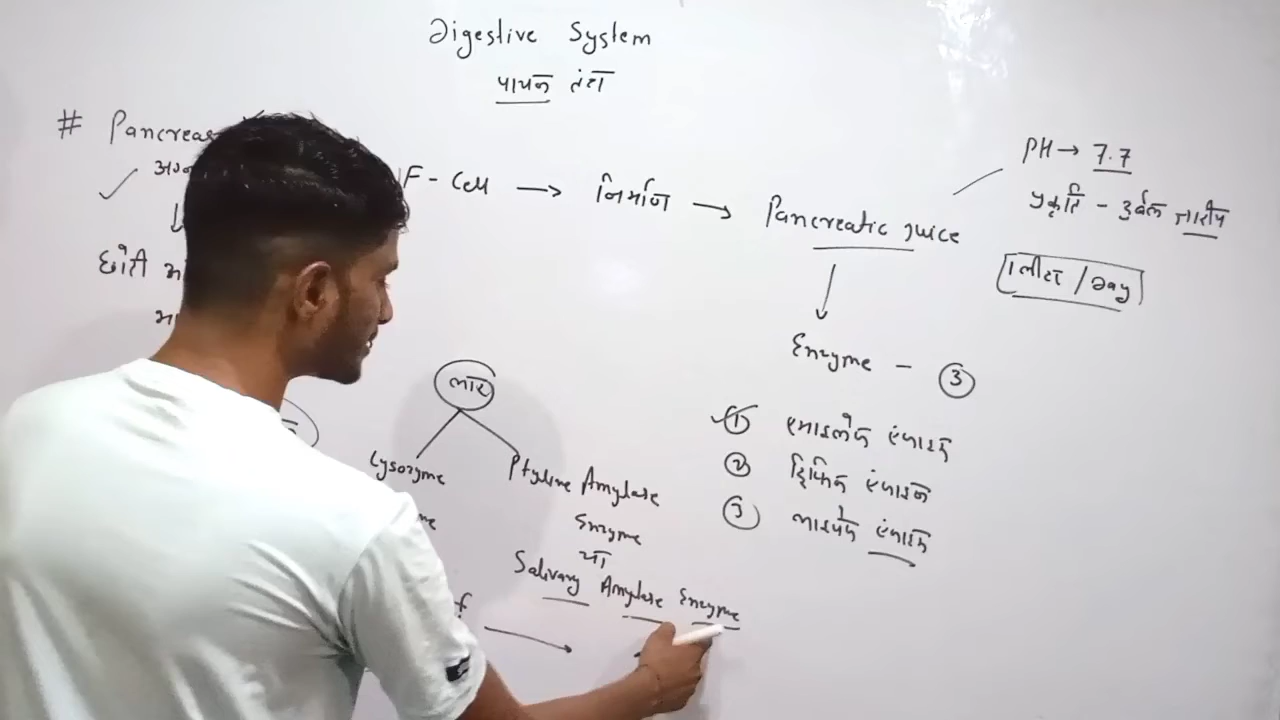 Digestive System
पाचन तंत्र
# Pancreas
F - Cell → निर्माण → Pancreatic Juice
PH → 7.7
प्रकृति - दुर्बल क्षारीय
1 लीटर / Day
छोटी
Enzyme - ③
① एमाइलेज एंजाइम
② ट्रिप्सिन एंजाइम
③ लाइपेज एंजाइम
लार
Lysozyme
Ptyline Amylase
Enzyme
या
Salivary Amylase Enzyme